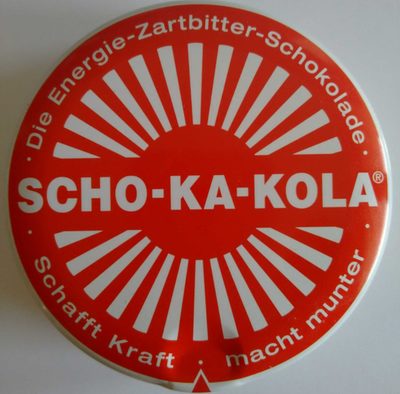 · Die Energie-Zartbitter-Schokolade ·
SCHO-KA-KOLA®
· Schafft Kraft · macht munter ·